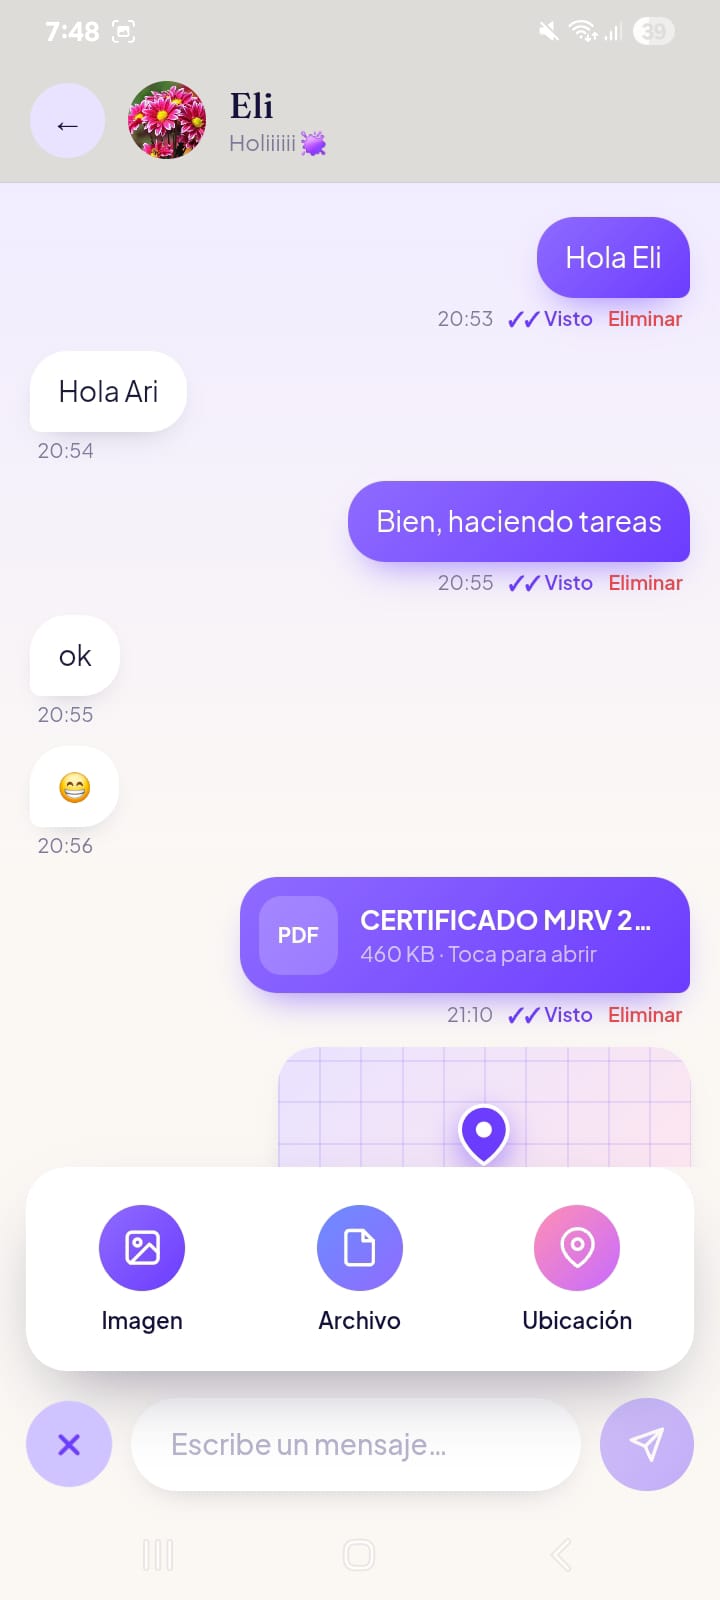 7:48
39
←
Eli
Holiiiiii
Hola Eli
20:53 ✓✓ Visto Eliminar
Hola Ari
20:54
Bien, haciendo tareas
20:55 ✓✓ Visto Eliminar
ok
20:55
😁
20:56
PDF
CERTIFICADO MJRV 2...
460 KB · Toca para abrir
21:10 ✓✓ Visto Eliminar
Imagen Archivo Ubicación
Escribe un mensaje...